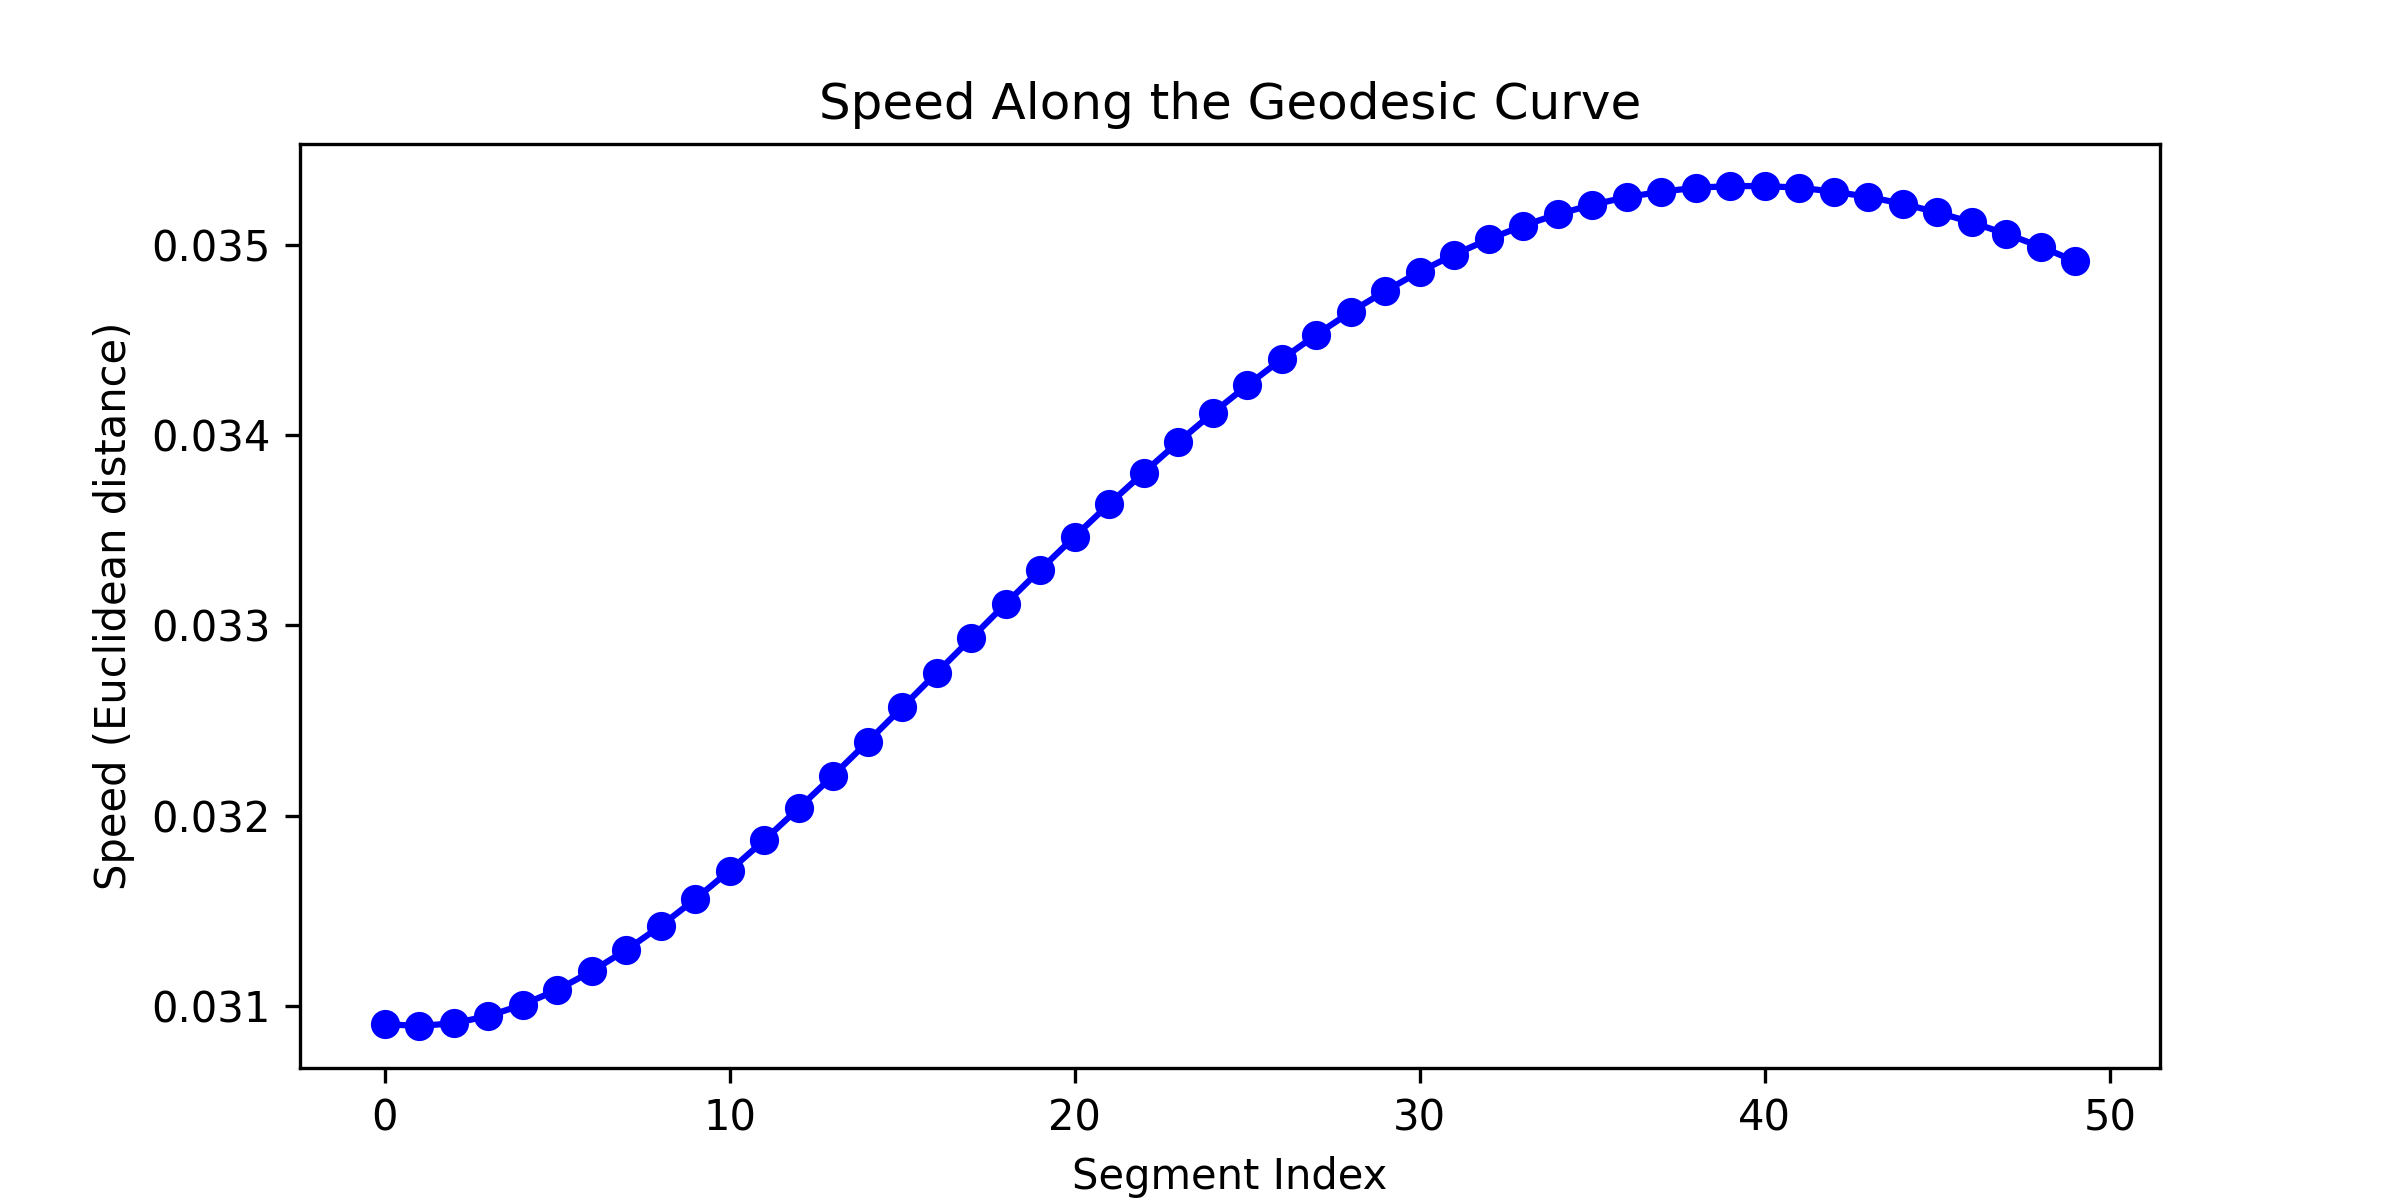 Speed Along the Geodesic Curve
Speed (Euclidean distance)
0.035
0.034
0.033
0.032
0.031
0 10 20 30 40 50
Segment Index